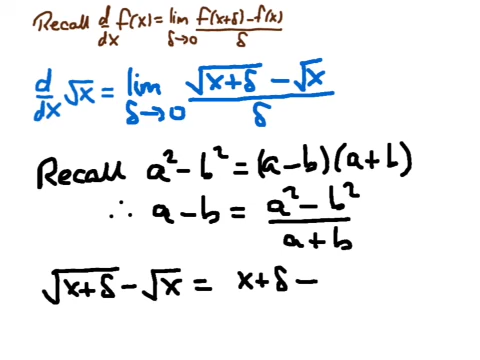 Recall d/dx f(x) = lim δ→0 f(x+δ) - f(x) / δ
d/dx √x = lim δ→0 √x+δ - √x / δ
Recall a² - b² = (a-b)(a+b)
∴ a - b = a² - b² / a + b
√x+δ - √x = x+δ -